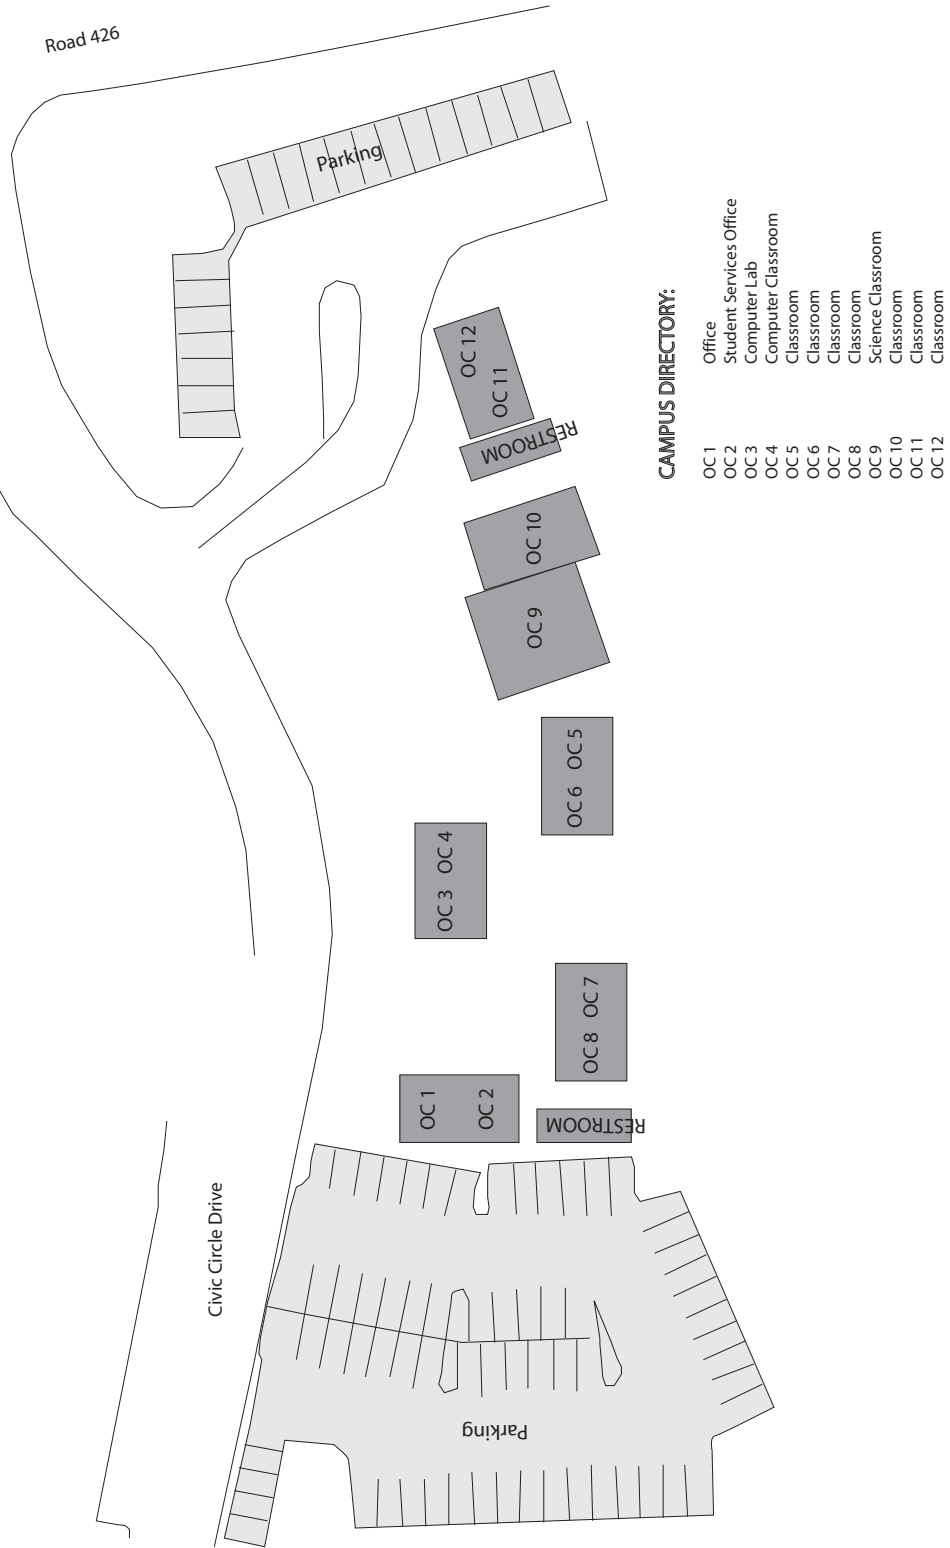 Road 426
Parking
OC 12
OC 11
RESTROOM
OC 10
OC 9
OC 6 OC 5
OC 3 OC 4
OC 8 OC 7
OC 1
OC 2
RESTROOM
Civic Circle Drive
Parking
CAMPUS DIRECTORY:
OC 1 Office
OC 2 Student Services Office
OC 3 Computer Lab
OC 4 Computer Classroom
OC 5 Classroom
OC 6 Classroom
OC 7 Classroom
OC 8 Classroom
OC 9 Science Classroom
OC 10 Classroom
OC 11 Classroom
OC 12 Classroom